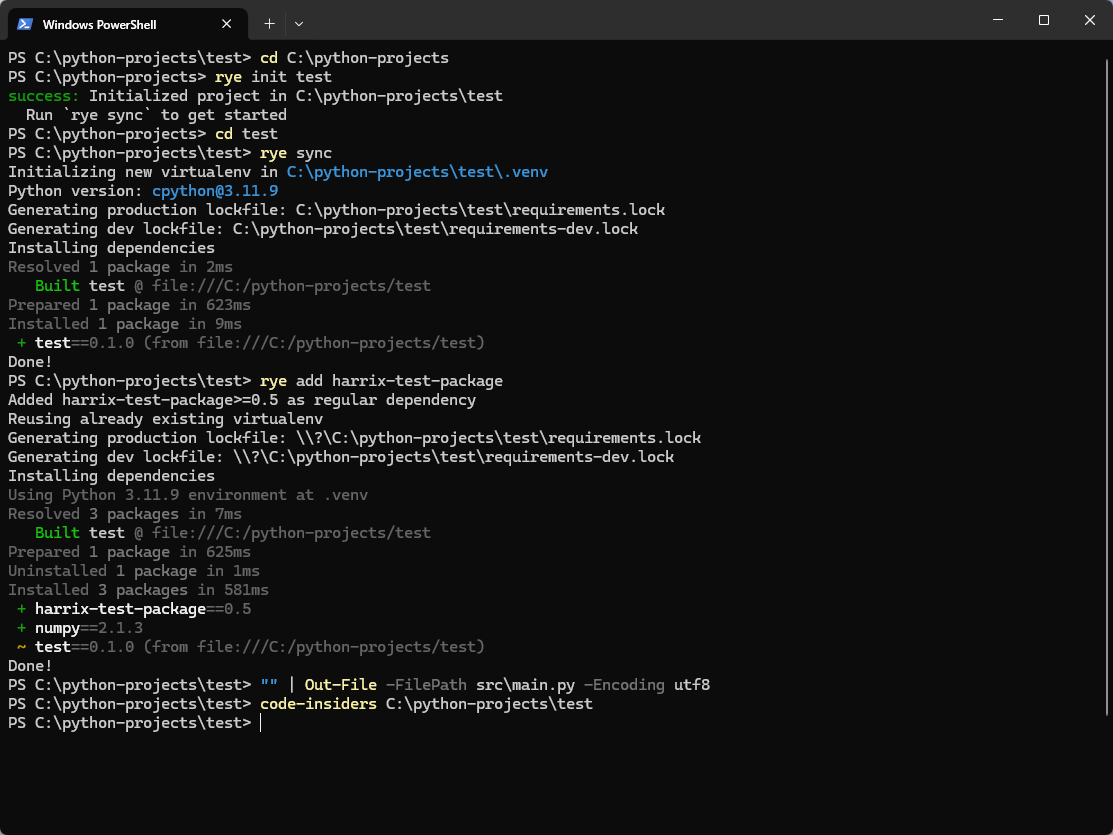 Windows PowerShell
PS C:\python-projects\test> cd C:\python-projects
PS C:\python-projects> rye init test
success: Initialized project in C:\python-projects\test
  Run `rye sync` to get started
PS C:\python-projects> cd test
PS C:\python-projects\test> rye sync
Initializing new virtualenv in C:\python-projects\test\.venv
Python version: cpython@3.11.9
Generating production lockfile: C:\python-projects\test\requirements.lock
Generating dev lockfile: C:\python-projects\test\requirements-dev.lock
Installing dependencies
Resolved 1 package in 2ms
   Built test @ file:///C:/python-projects/test
Prepared 1 package in 623ms
Installed 1 package in 9ms
 + test==0.1.0 (from file:///C:/python-projects/test)
Done!
PS C:\python-projects\test> rye add harrix-test-package
Added harrix-test-package>=0.5 as regular dependency
Reusing already existing virtualenv
Generating production lockfile: \\?\C:\python-projects\test\requirements.lock
Generating dev lockfile: \\?\C:\python-projects\test\requirements-dev.lock
Installing dependencies
Using Python 3.11.9 environment at .venv
Resolved 3 packages in 7ms
   Built test @ file:///C:/python-projects/test
Prepared 1 package in 625ms
Uninstalled 1 package in 1ms
Installed 3 packages in 581ms
 + harrix-test-package==0.5
 + numpy==2.1.3
 ~ test==0.1.0 (from file:///C:/python-projects/test)
Done!
PS C:\python-projects\test> "" | Out-File -FilePath src\main.py -Encoding utf8
PS C:\python-projects\test> code-insiders C:\python-projects\test
PS C:\python-projects\test>